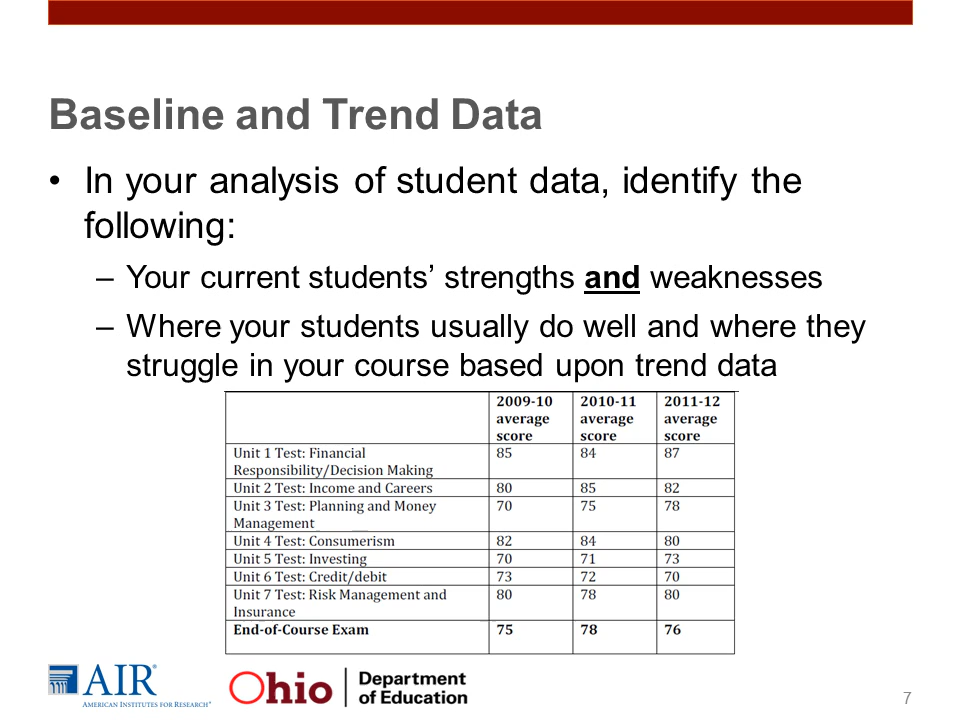 Baseline and Trend Data
• In your analysis of student data, identify the
following:
– Your current students’ strengths and weaknesses
– Where your students usually do well and where they
struggle in your course based upon trend data
2009-10 average score 2010-11 average score 2011-12 average score
Unit 1 Test: Financial Responsibility/Decision Making 85 84 87
Unit 2 Test: Income and Careers 80 85 82
Unit 3 Test: Planning and Money Management 70 75 78
Unit 4 Test: Consumerism 82 84 80
Unit 5 Test: Investing 70 71 73
Unit 6 Test: Credit/debit 73 72 70
Unit 7 Test: Risk Management and Insurance 80 78 80
End-of-Course Exam 75 78 76
AIR®
AMERICAN INSTITUTES FOR RESEARCH®
Ohio
Department
of Education
7